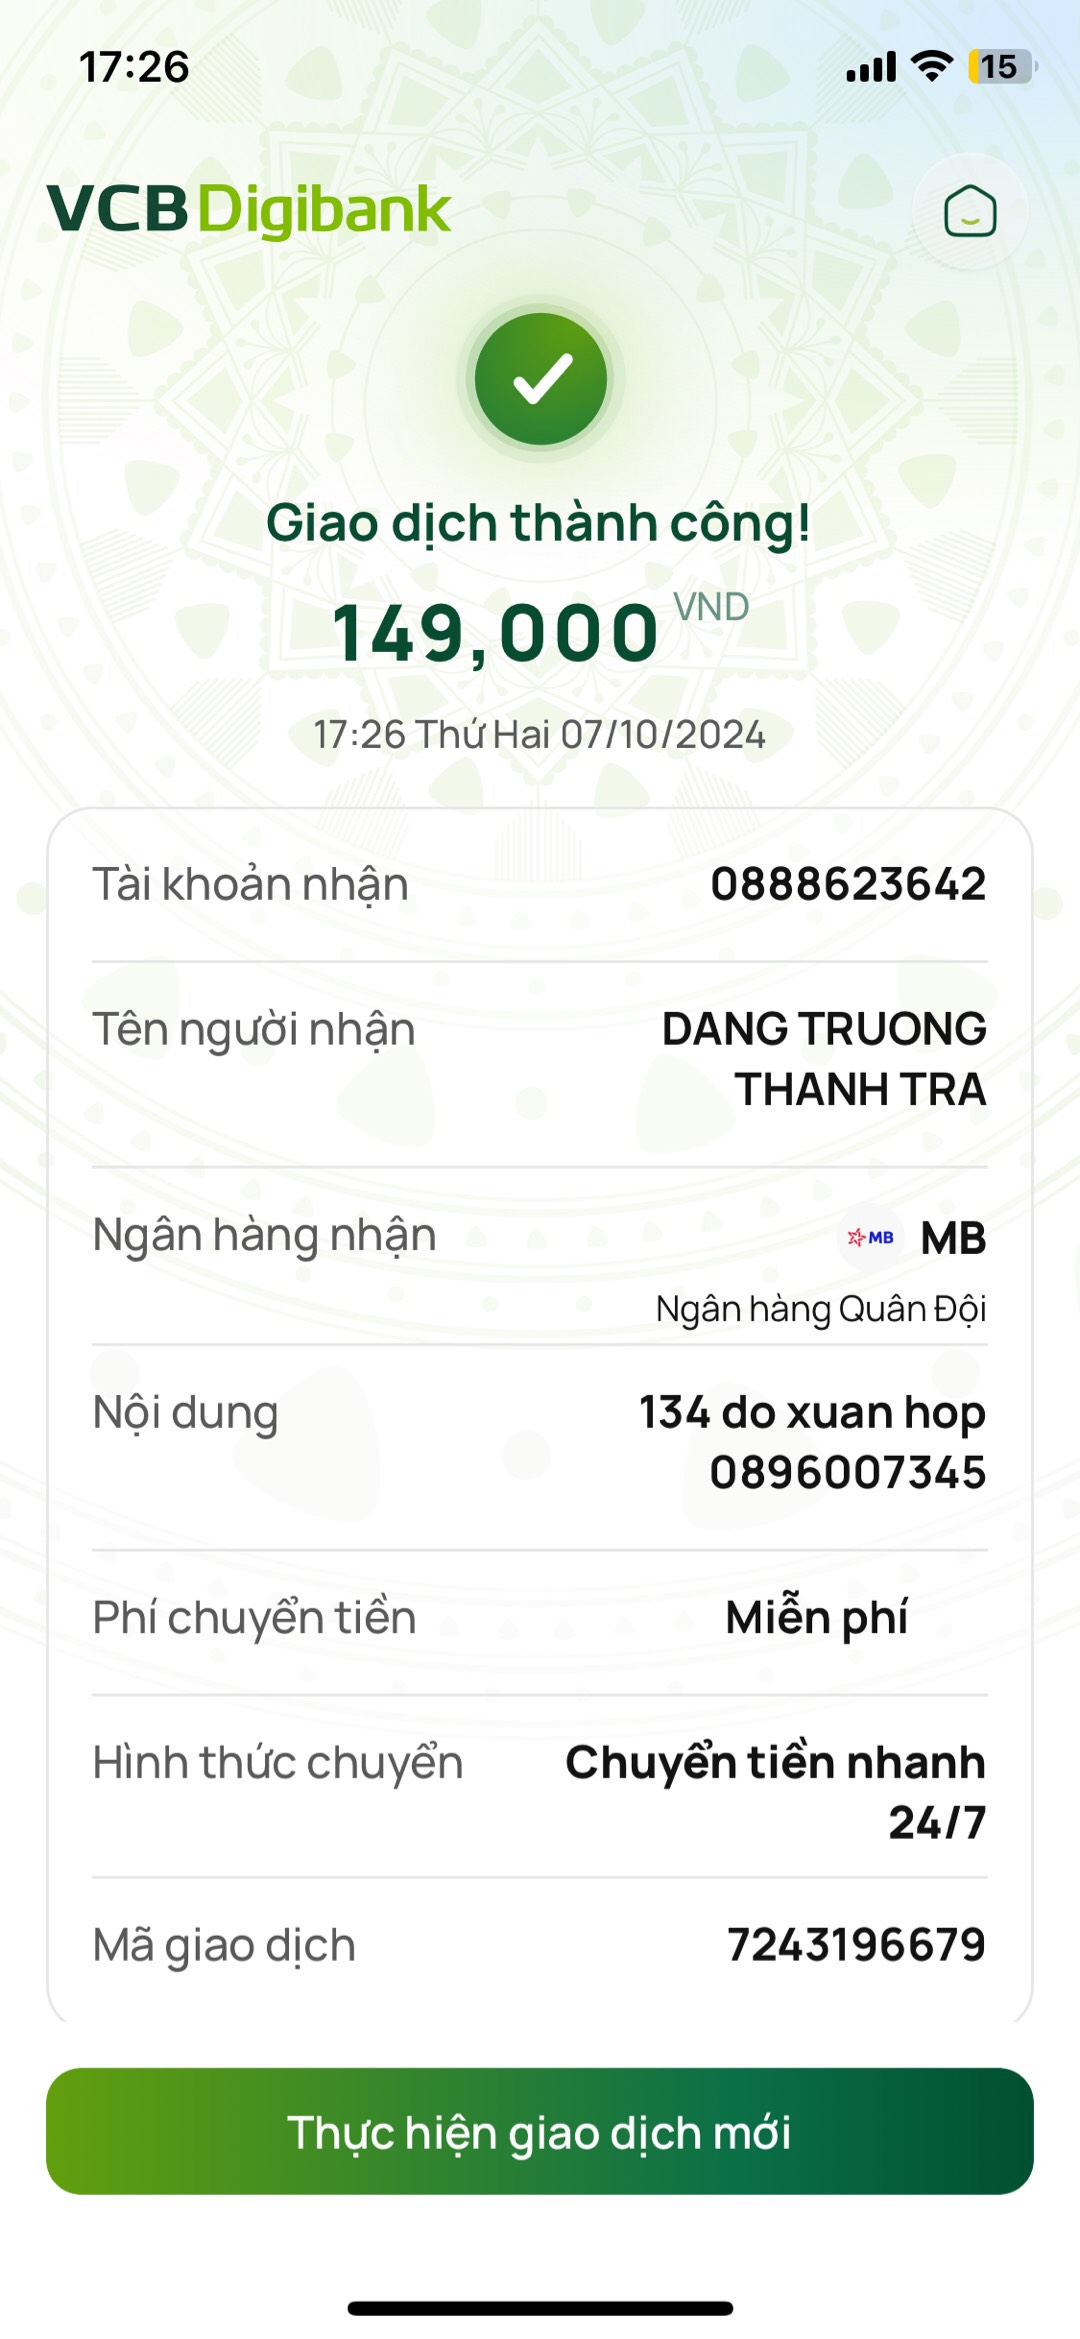 17:26
15
VCB Digibank
Giao dịch thành công!
149,000 VND
17:26 Thứ Hai 07/10/2024
Tài khoản nhận 0888623642
Tên người nhận DANG TRUONG
THANH TRA
Ngân hàng nhận MB MB
Ngân hàng Quân Đội
Nội dung 134 do xuan hop
0896007345
Phí chuyển tiền Miễn phí
Hình thức chuyển Chuyển tiền nhanh
24/7
Mã giao dịch 7243196679
Thực hiện giao dịch mới